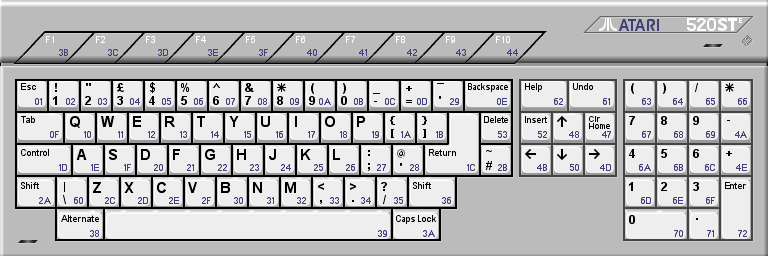 ATARI 520STE
F1 F2 F3 F4 F5 F6 F7 F8 F9 F10
3B 3C 3D 3E 3F 40 41 42 43 44
Esc 01 ! 1 02 " 2 03 £ 3 04 $ 4 05 % 5 06 ^ 6 07 & 7 08 * 8 09 ( 9 0A ) 0 0B _ - 0C + = 0D ¯ ' 29 Backspace 0E Help 62 Undo 61 ( 63 ) 64 / 65 * 66
Tab 0F Q 10 W 11 E 12 R 13 T 14 Y 15 U 16 I 17 O 18 P 19 { [ 1A } ] 1B Delete 53 Insert 52 ↑ 48 Clr Home 47 7 67 8 68 9 69 - 4A
Control 1D A 1E S 1F D 20 F 21 G 22 H 23 J 24 K 25 L 26 : ; 27 @ ' 28 Return 1C ~ # 2B ← 4B ↓ 50 → 4D 4 6A 5 6B 6 6C + 4E
Shift 2A | \ 60 Z 2C X 2D C 2E V 2F B 30 N 31 M 32 < , 33 > . 34 ? / 35 Shift 36 1 6D 2 6E 3 6F Enter 72
Alternate 38 39 Caps Lock 3A 0 70 . 71